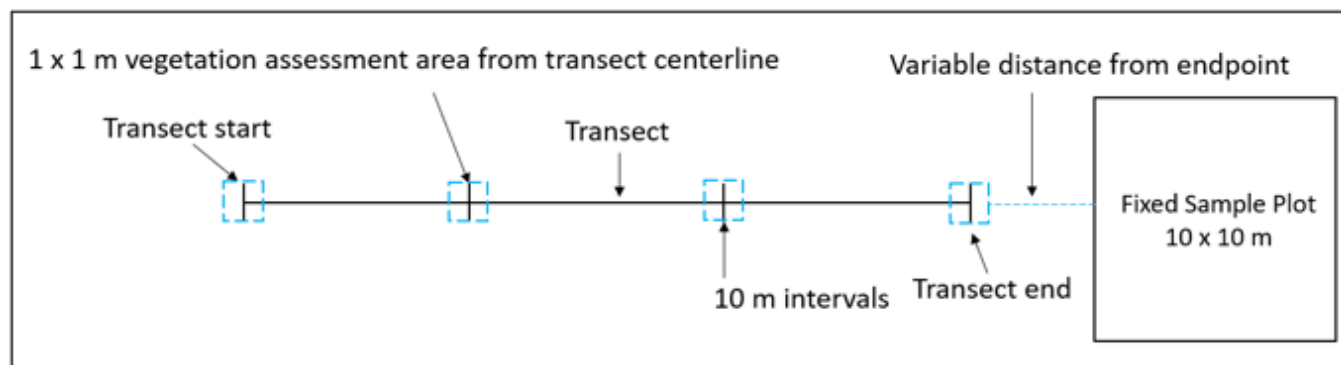 1 x 1 m vegetation assessment area from transect centerline
Variable distance from endpoint
Transect start
Transect
Fixed Sample Plot
10 x 10 m
10 m intervals
Transect end